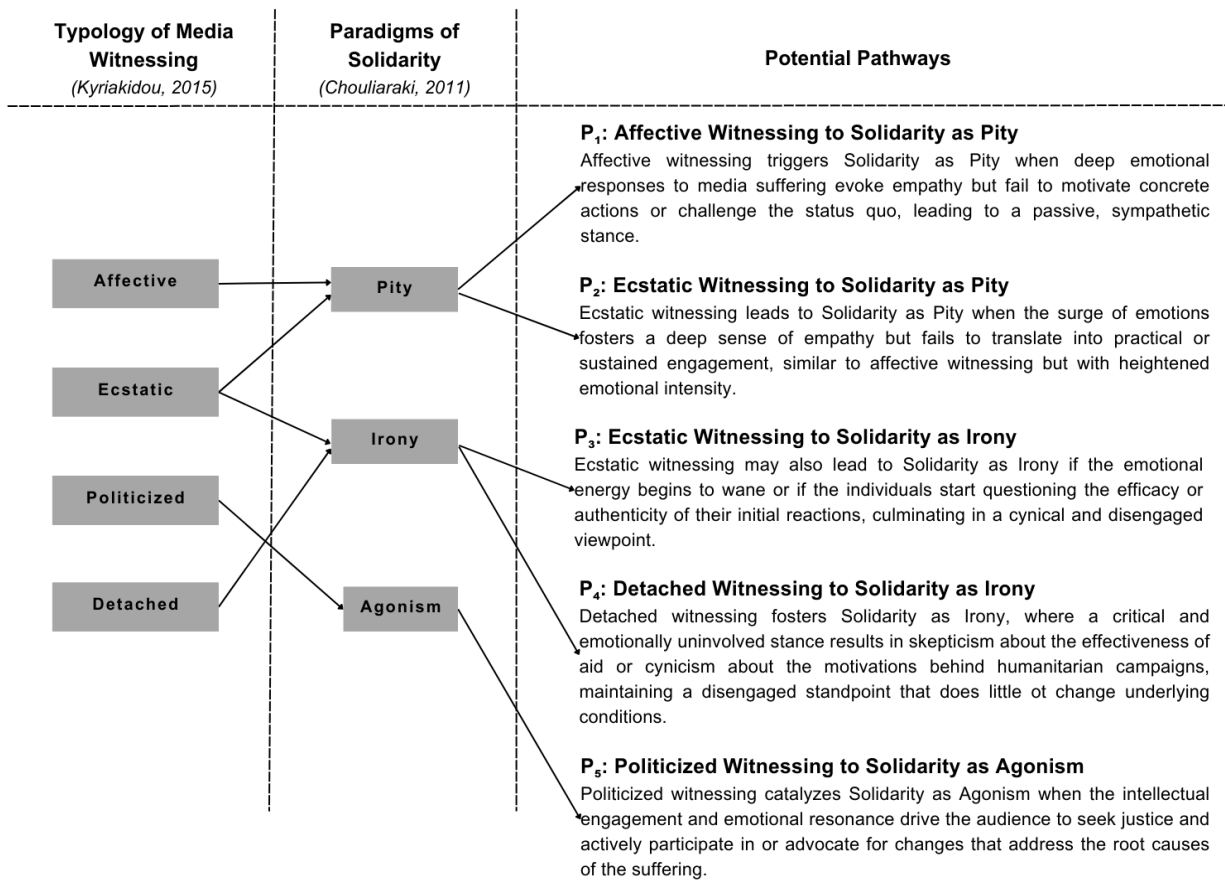 Typology of Media
Witnessing
(Kyriakidou, 2015)
Paradigms of
Solidarity
(Chouliaraki, 2011)
Potential Pathways
Affective
Ecstatic
Politicized
Detached
Pity
Irony
Agonism
P₁: Affective Witnessing to Solidarity as Pity
Affective witnessing triggers Solidarity as Pity when deep emotional
responses to media suffering evoke empathy but fail to motivate concrete
actions or challenge the status quo, leading to a passive, sympathetic
stance.
P₂: Ecstatic Witnessing to Solidarity as Pity
Ecstatic witnessing leads to Solidarity as Pity when the surge of emotions
fosters a deep sense of empathy but fails to translate into practical or
sustained engagement, similar to affective witnessing but with heightened
emotional intensity.
P₃: Ecstatic Witnessing to Solidarity as Irony
Ecstatic witnessing may also lead to Solidarity as Irony if the emotional
energy begins to wane or if the individuals start questioning the efficacy or
authenticity of their initial reactions, culminating in a cynical and disengaged
viewpoint.
P₄: Detached Witnessing to Solidarity as Irony
Detached witnessing fosters Solidarity as Irony, where a critical and
emotionally uninvolved stance results in skepticism about the effectiveness of
aid or cynicism about the motivations behind humanitarian campaigns,
maintaining a disengaged standpoint that does little ot change underlying
conditions.
P₅: Politicized Witnessing to Solidarity as Agonism
Politicized witnessing catalyzes Solidarity as Agonism when the intellectual
engagement and emotional resonance drive the audience to seek justice and
actively participate in or advocate for changes that address the root causes
of the suffering.